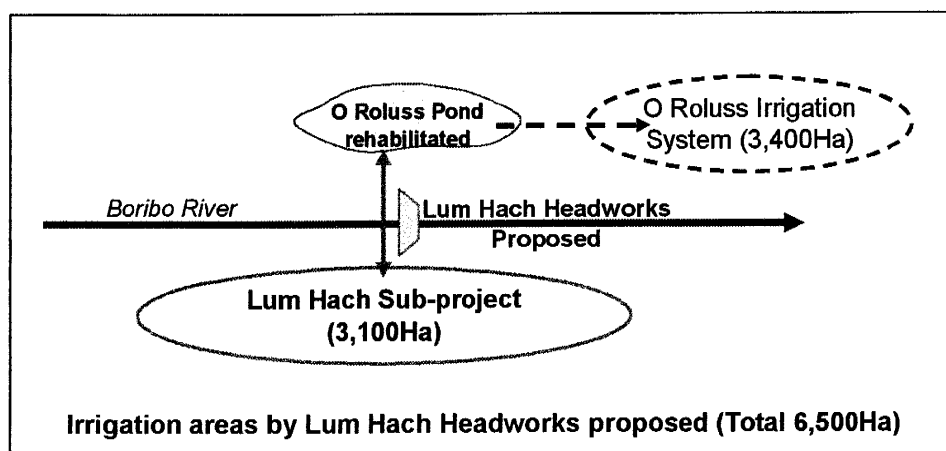 O Roluss Pond
rehabilitated
O Roluss Irrigation
System (3,400Ha)
Boribo River
Lum Hach Headworks
Proposed
Lum Hach Sub-project
(3,100Ha)
Irrigation areas by Lum Hach Headworks proposed (Total 6,500Ha)